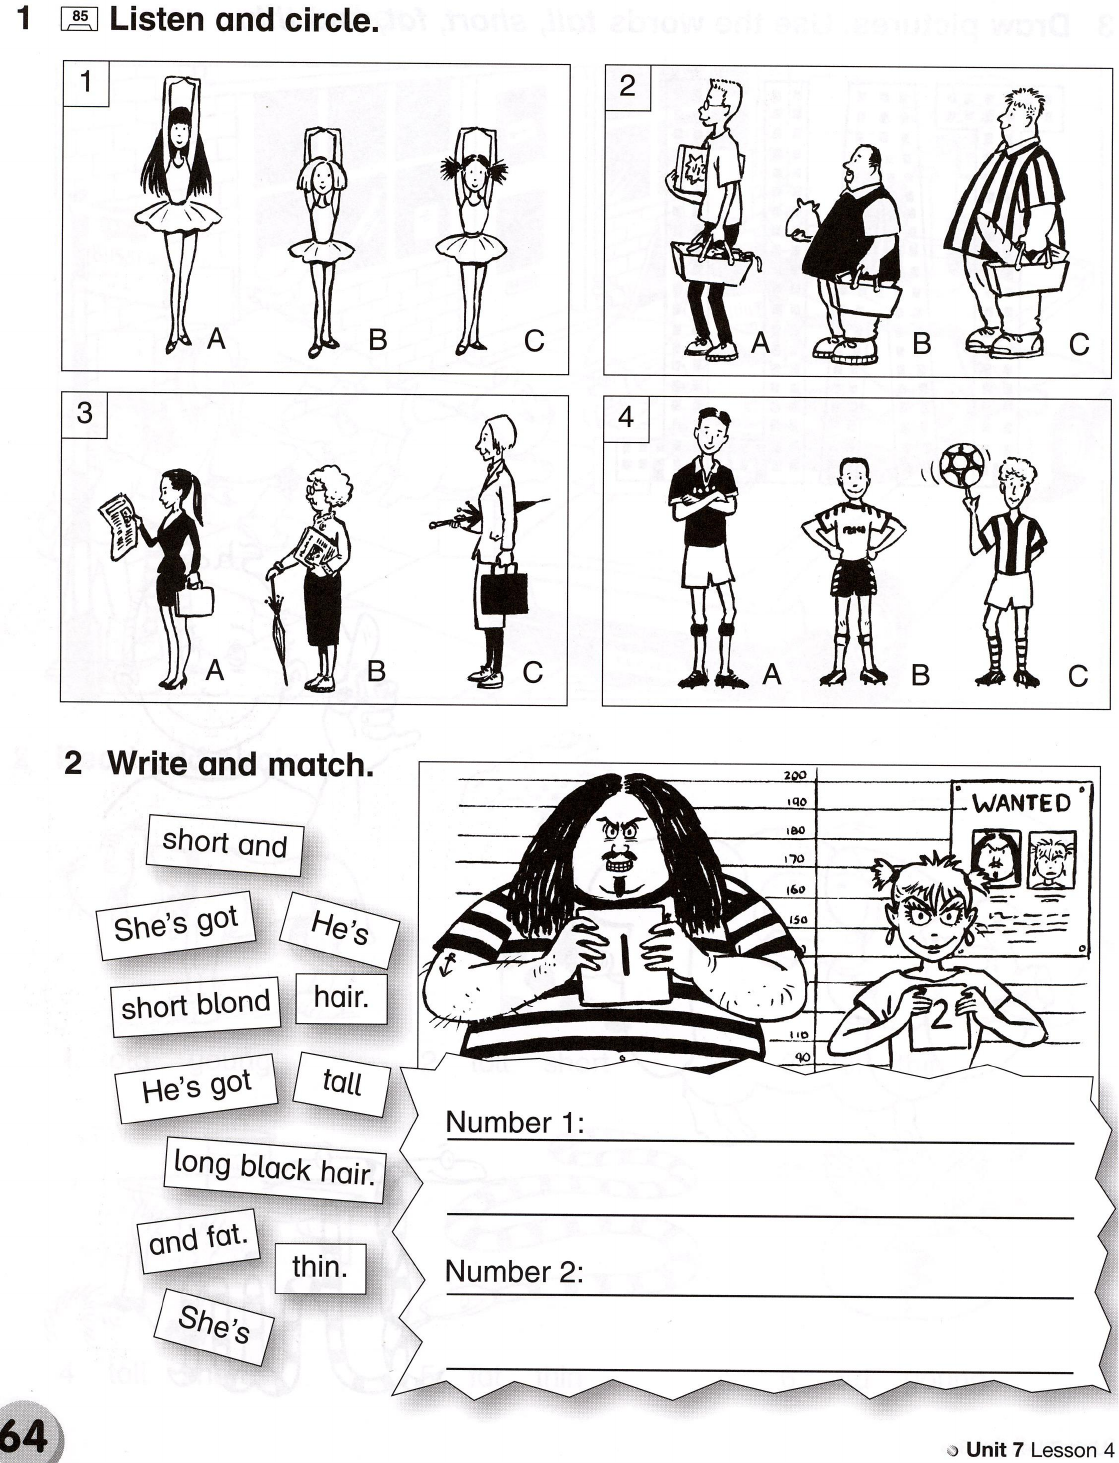 1 85 Listen and circle.
1
A B C
2
A B C
3
A B C
4
A B C
2 Write and match.
short and
She's got
He's
short blond
hair.
He's got
tall
long black hair.
and fat.
thin.
She's
200
190
180
170
160
150
110
90
WANTED
1
2
Number 1:
Number 2:
64
Unit 7 Lesson 4